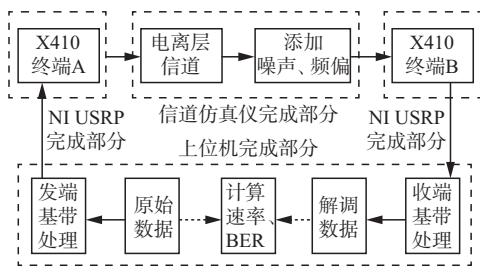 X410
终端A
电离层
信道
添加
噪声、频偏
X410
终端B
NI USRP
完成部分
信道仿真仪完成部分
NI USRP
完成部分
上位机完成部分
发端
基带
处理
原始
数据
计算
速率、
BER
解调
数据
收端
基带
处理